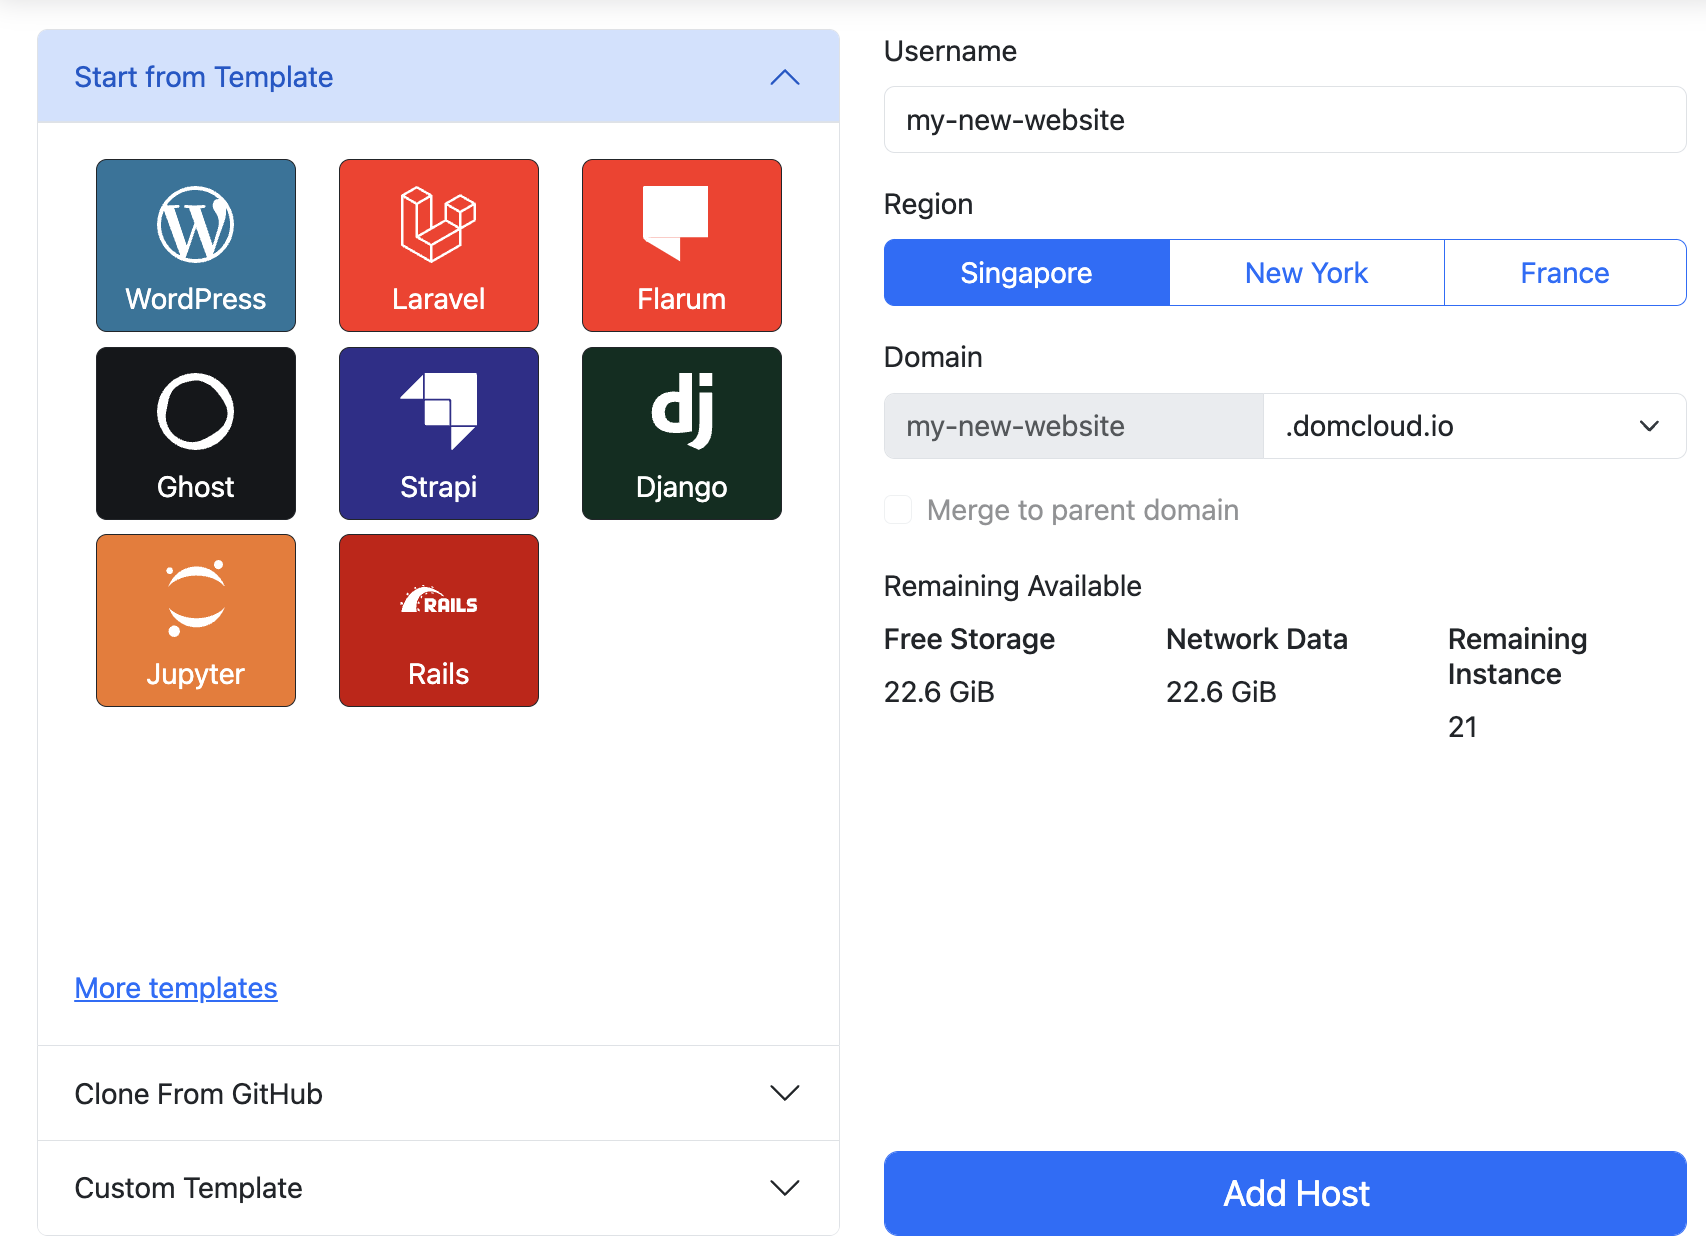 Start from Template
WordPress
Laravel
Flarum
Ghost
Strapi
dj
Django
Jupyter
RAILS
Rails
More templates
Clone From GitHub
Custom Template
Username
my-new-website
Region
Singapore
New York
France
Domain
my-new-website
.domcloud.io
Merge to parent domain
Remaining Available
Free Storage
22.6 GiB
Network Data
22.6 GiB
Remaining
Instance
21
Add Host